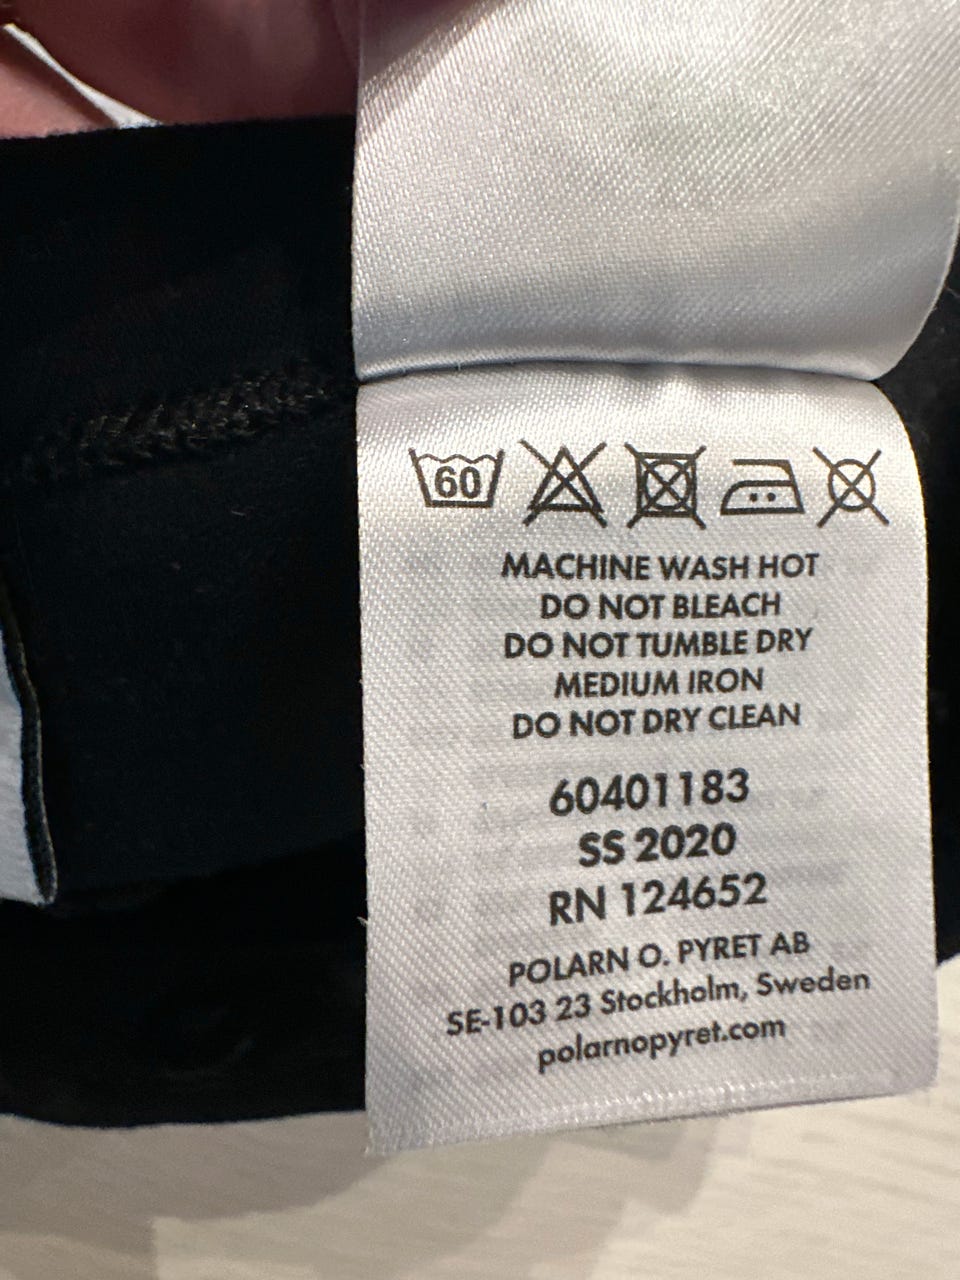 60
MACHINE WASH HOT
DO NOT BLEACH
DO NOT TUMBLE DRY
MEDIUM IRON
DO NOT DRY CLEAN
60401183
SS 2020
RN 124652
POLARN O. PYRET AB
SE-103 23 Stockholm, Sweden
polarnopyret.com